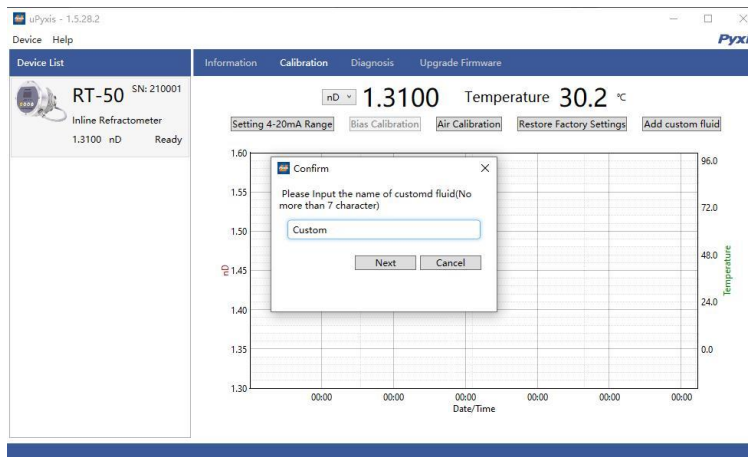 uPyxis - 1.5.28.2
Device Help
Pyxi
Device List
Information Calibration Diagnosis Upgrade Firmware
RT-50 SN: 210001
Inline Refractometer
1.3100 nD Ready
nD 1.3100 Temperature 30.2 ℃
Setting 4-20mA Range Bias Calibration Air Calibration Restore Factory Settings Add custom fluid
Confirm
Please Input the name of customd fluid(No
more than 7 character)
Custom
Next Cancel
nD
1.60
1.55
1.50
1.45
1.40
1.35
1.30
96.0
72.0
48.0
24.0
0.0
Temperature
00:00 00:00 00:00 00:00 00:00 00:00
Date/Time